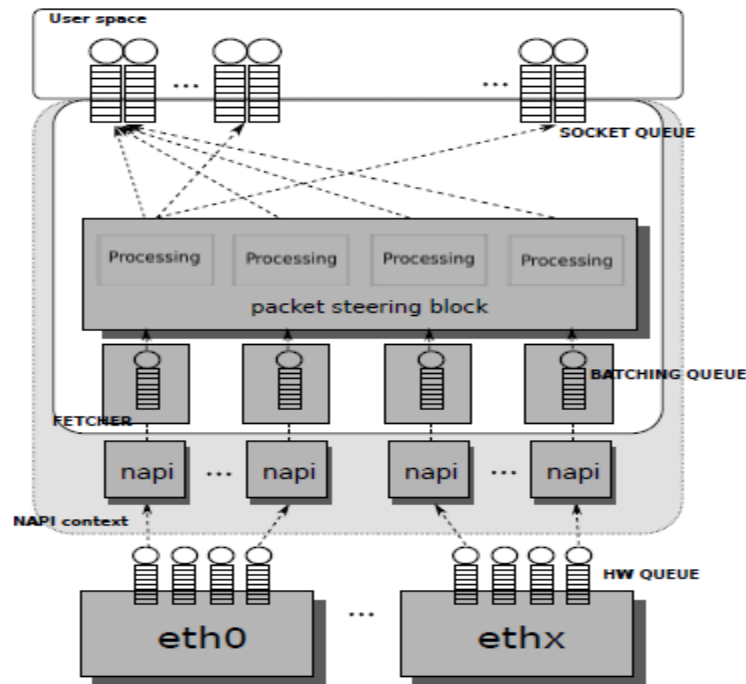 User space
... ...
SOCKET QUEUE
Processing Processing Processing Processing
packet steering block
BATCHING QUEUE
FETCHER
napi ... napi napi ... napi
NAPI context
HW QUEUE
eth0 ... ethx